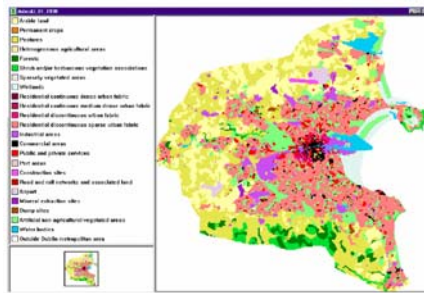 Arable land
Permanent crops
Pastures
Heterogeneous agricultural areas
Forests
Shrub and/or herbaceous vegetation associations
Sparsely vegetated areas
Wetlands
Residential continuous dense urban fabric
Residential continuous medium dense urban fabric
Residential discontinuous urban fabric
Residential discontinuous sparse urban fabric
Industrial areas
Commercial areas
Public and private services
Port areas
Construction sites
Road and rail networks and associated land
Airport
Mineral extraction sites
Dump sites
Artificial non agricultural vegetated areas
Water bodies
Outside Dublin metropolitan area